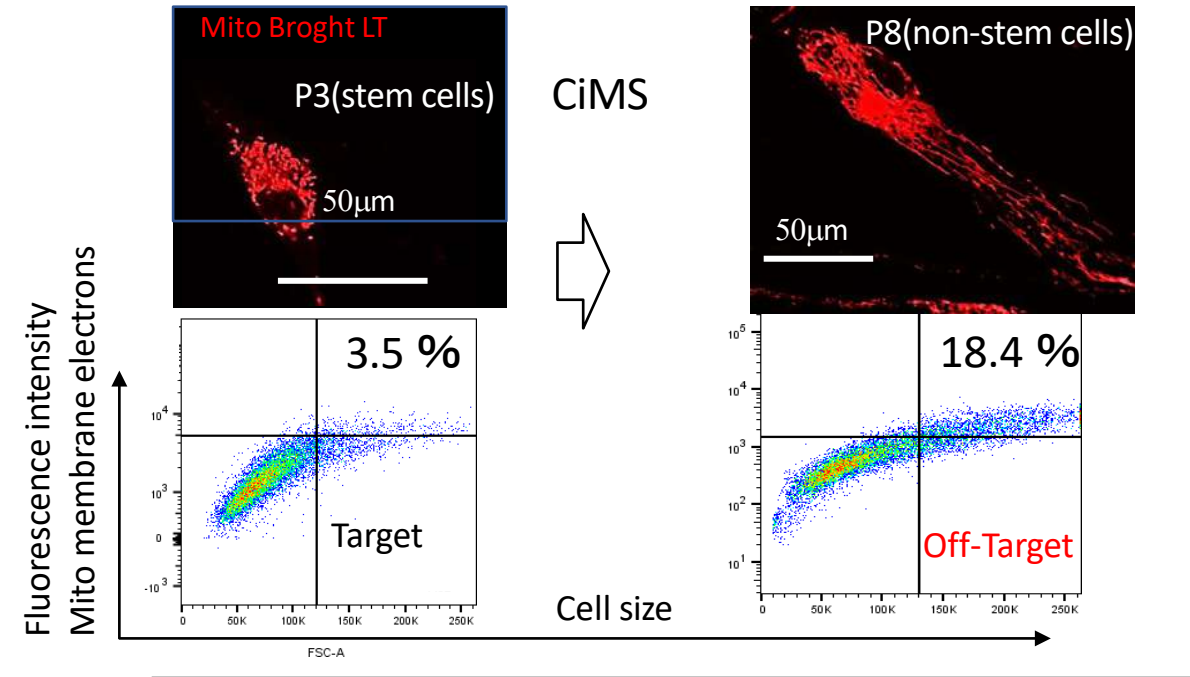 Mito Broght LT
P3(stem cells)
50μm
CiMS
P8(non-stem cells)
50μm
Fluorescence intensity
Mito membrane electrons
3.5 %
10 4
10 3
0
-10 3
Target
0 50K 100K 150K 200K 250K
FSC-A
18.4 %
10 5
10 4
10 3
10 2
10 1
Off-Target
0 50K 100K 150K 200K 250K
Cell size